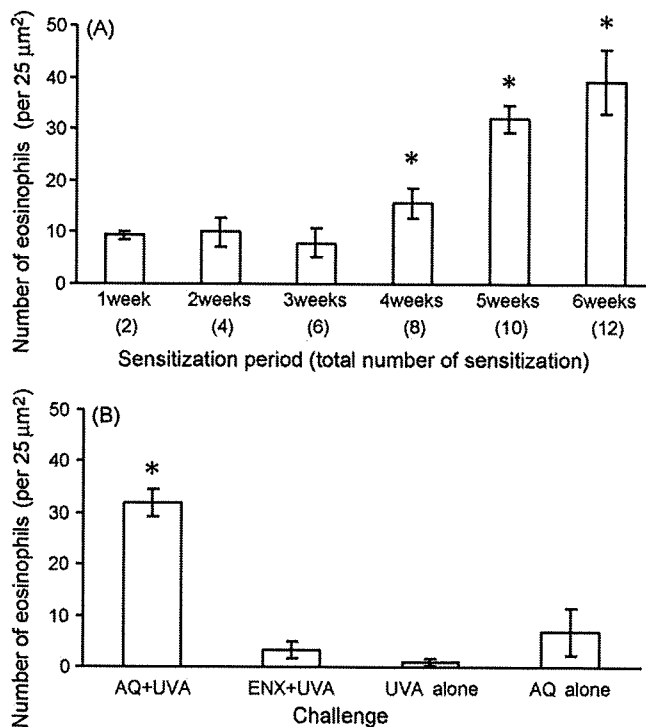 (A)
Number of eosinophils (per 25 μm²)
50
40
30
20
10
0
* * *
1week 2weeks 3weeks 4weeks 5weeks 6weeks
(2) (4) (6) (8) (10) (12)
Sensitization period (total number of sensitization)
(B)
Number of eosinophils (per 25 μm²)
50
40
30
20
10
0
*
AQ+UVA ENX+UVA UVA alone AQ alone
Challenge